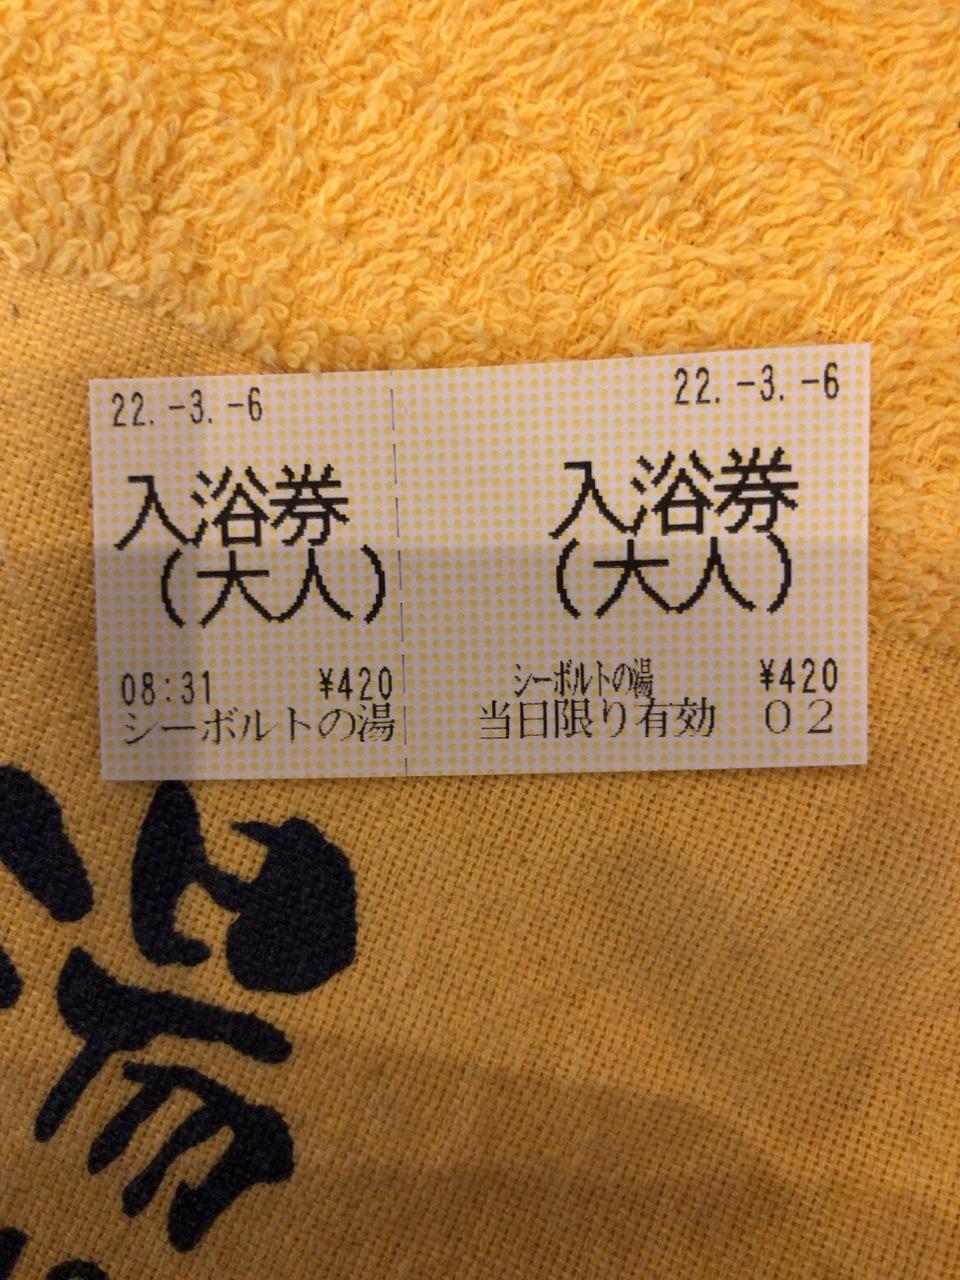 22.-3.-6
入浴券
(大人)
08:31 ¥420
シーボルトの湯
22.-3.-6
入浴券
(大人)
シーボルトの湯 ¥420
当日限り有効 02
湯